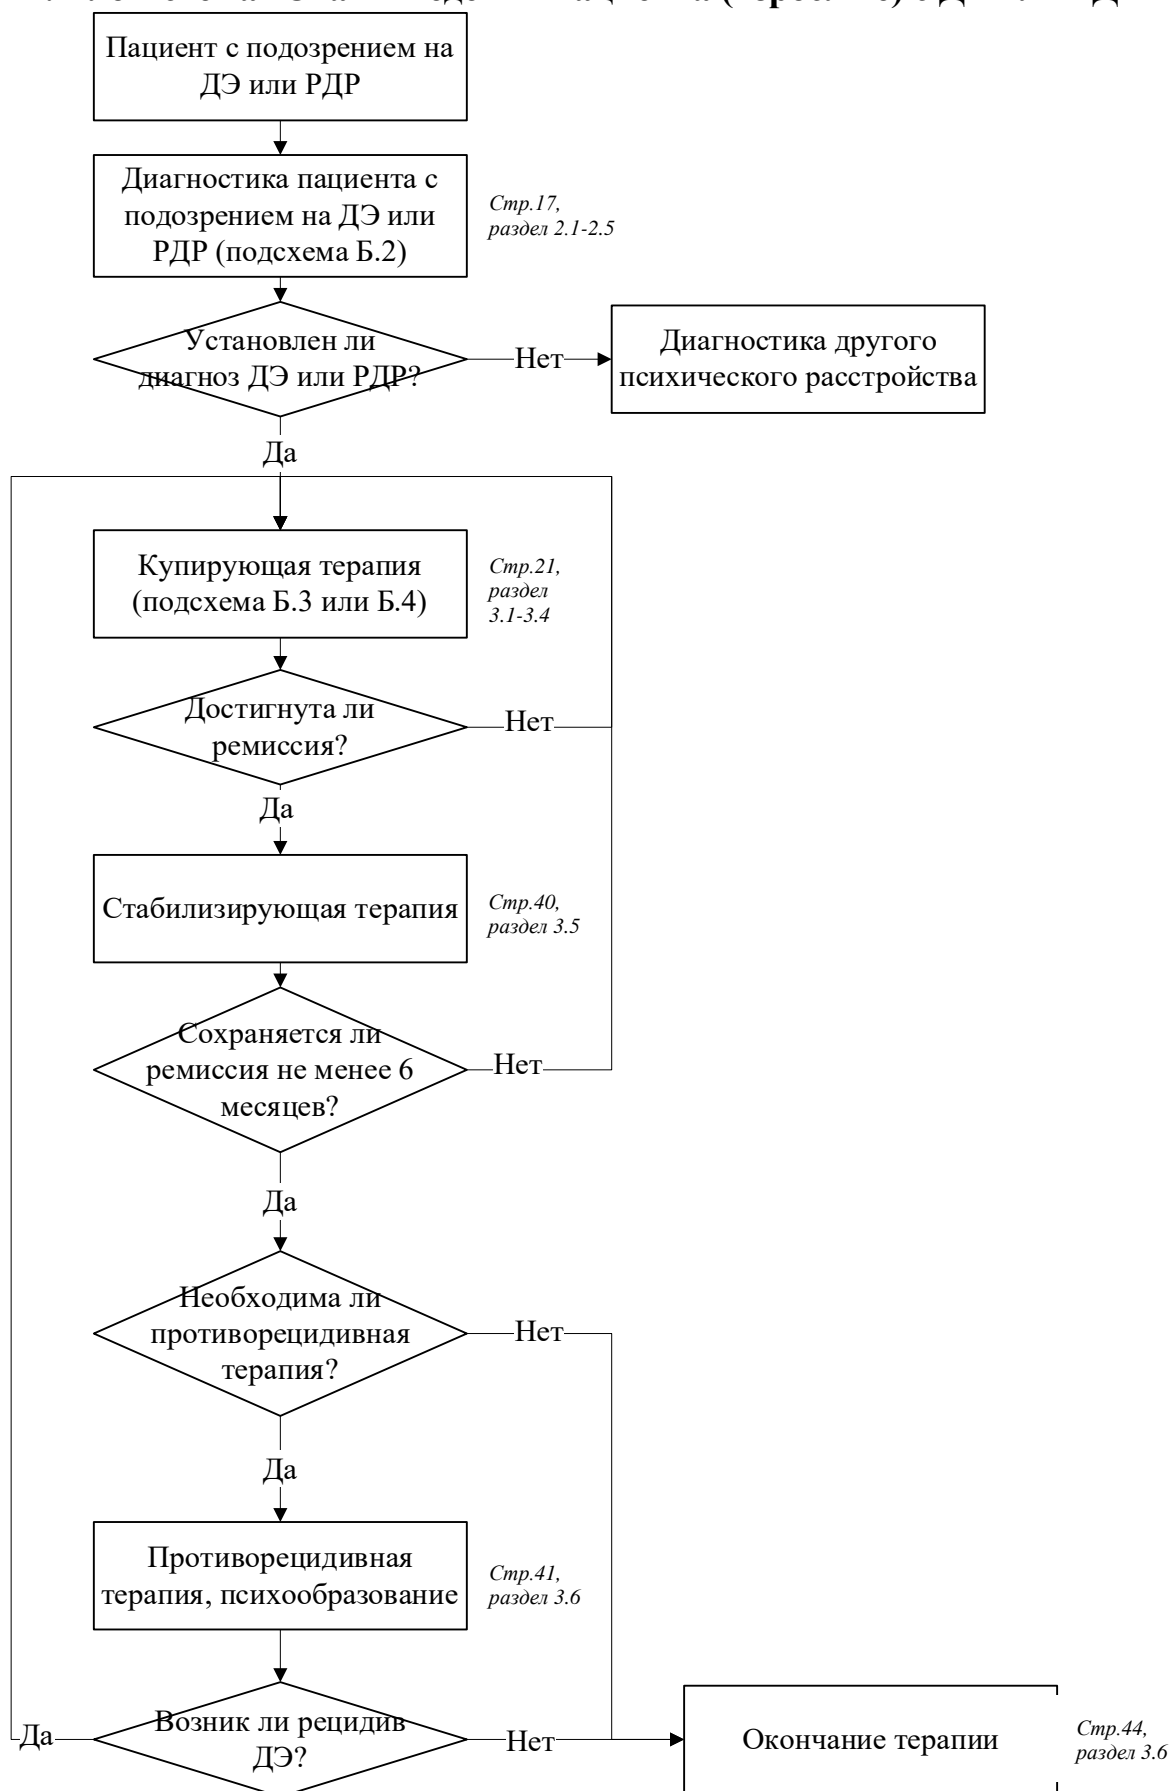 Пациент с подозрением на
ДЭ или РДР
Диагностика пациента с
подозрением на ДЭ или
РДР (подсхема Б.2)
Стр.17,
раздел 2.1-2.5
Установлен ли
диагноз ДЭ или РДР?
Нет
Диагностика другого
психического расстройства
Да
Купирующая терапия
(подсхема Б.3 или Б.4)
Стр.21,
раздел
3.1-3.4
Достигнута ли
ремиссия?
Нет
Да
Стабилизирующая терапия
Стр.40,
раздел 3.5
Сохраняется ли
ремиссия не менее 6
месяцев?
Нет
Да
Необходима ли
противорецидивная
терапия?
Нет
Да
Противорецидивная
терапия, психообразование
Стр.41,
раздел 3.6
Да
Возник ли рецидив
ДЭ?
Нет
Окончание терапии
Стр.44,
раздел 3.6